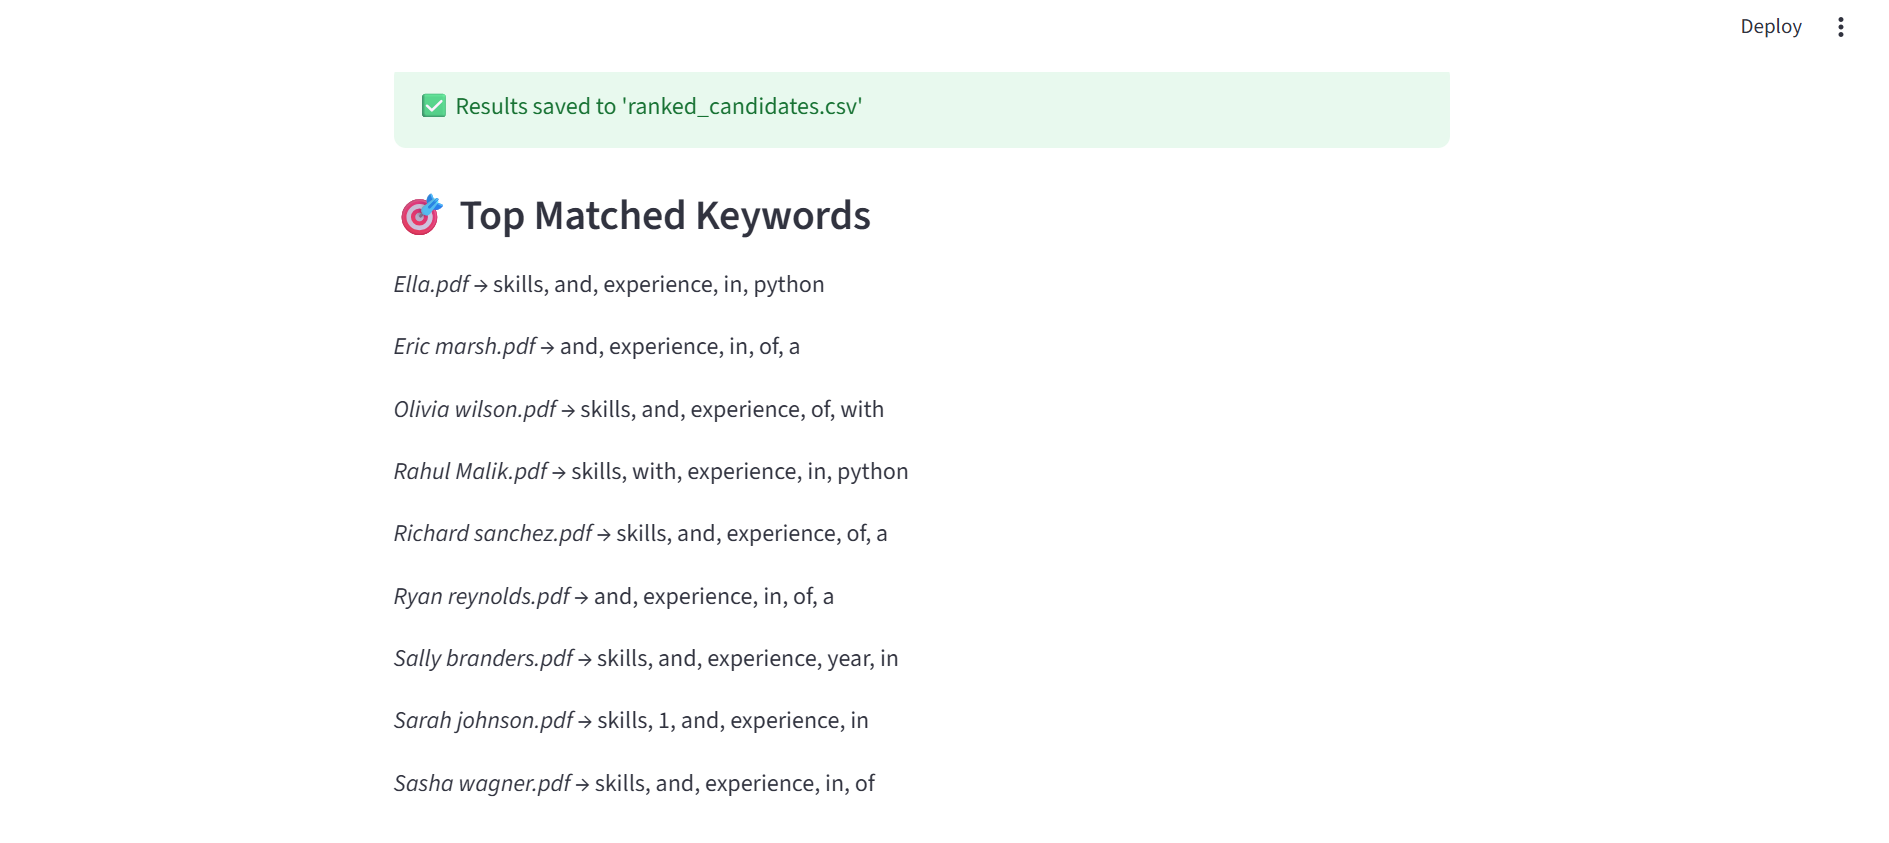 Deploy
✅ Results saved to 'ranked_candidates.csv'
🎯 Top Matched Keywords
Ella.pdf → skills, and, experience, in, python
Eric marsh.pdf → and, experience, in, of, a
Olivia wilson.pdf → skills, and, experience, of, with
Rahul Malik.pdf → skills, with, experience, in, python
Richard sanchez.pdf → skills, and, experience, of, a
Ryan reynolds.pdf → and, experience, in, of, a
Sally branders.pdf → skills, and, experience, year, in
Sarah johnson.pdf → skills, 1, and, experience, in
Sasha wagner.pdf → skills, and, experience, in, of